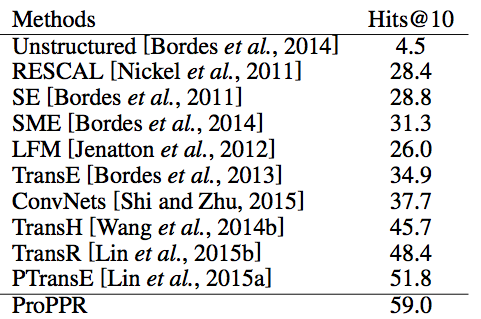 Methods Hits@10
Unstructured [Bordes et al., 2014] 4.5
RESCAL [Nickel et al., 2011] 28.4
SE [Bordes et al., 2011] 28.8
SME [Bordes et al., 2014] 31.3
LFM [Jenatton et al., 2012] 26.0
TransE [Bordes et al., 2013] 34.9
ConvNets [Shi and Zhu, 2015] 37.7
TransH [Wang et al., 2014b] 45.7
TransR [Lin et al., 2015b] 48.4
PTransE [Lin et al., 2015a] 51.8
ProPPR 59.0